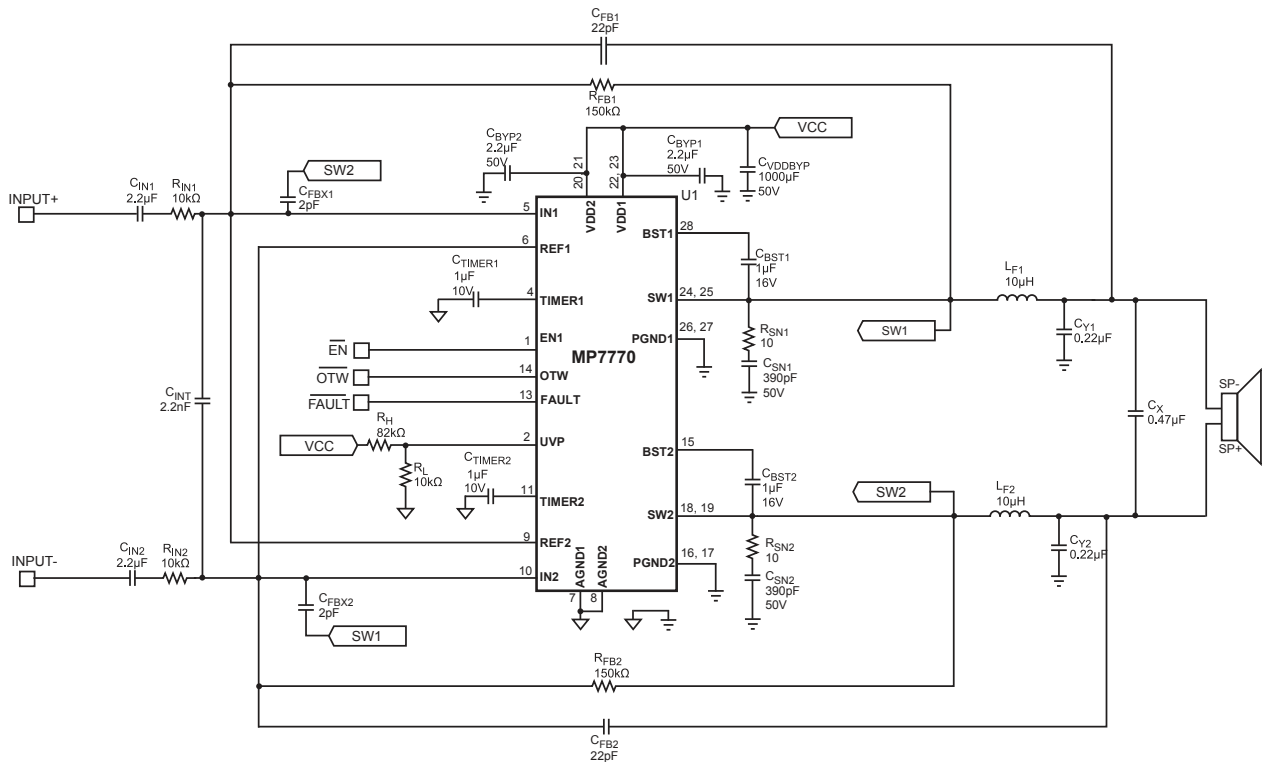 CFB1
22pF
RFB1
150kΩ
VCC
CBYP2
2.2μF
50V
CBYP1
2.2μF
50V
CVDDBYP
1000μF
50V
20, 21
22, 23
U1
SW2
CFBX1
2pF
INPUT+
CIN1
2.2μF
RIN1
10kΩ
5
IN1
VDD2
VDD1
6
REF1
BST1
28
CBST1
1μF
16V
CTIMER1
1μF
10V
4
TIMER1
SW1
24, 25
LF1
10μH
SW1
CY1
0.22μF
RSN1
10
CSN1
390pF
50V
PGND1
26, 27
EN
1
EN1
MP7770
OTW
14
OTW
FAULT
13
FAULT
CINT
2.2nF
VCC
RH
82kΩ
RL
10kΩ
2
UVP
BST2
15
CBST2
1μF
16V
CX
0.47μF
SP-
SP+
CTIMER2
1μF
10V
11
TIMER2
SW2
18, 19
SW2
LF2
10μH
CY2
0.22μF
RSN2
10
CSN2
390pF
50V
9
REF2
PGND2
16, 17
INPUT-
CIN2
2.2μF
RIN2
10kΩ
10
IN2
AGND1
AGND2
7
8
CFBX2
2pF
SW1
RFB2
150kΩ
CFB2
22pF